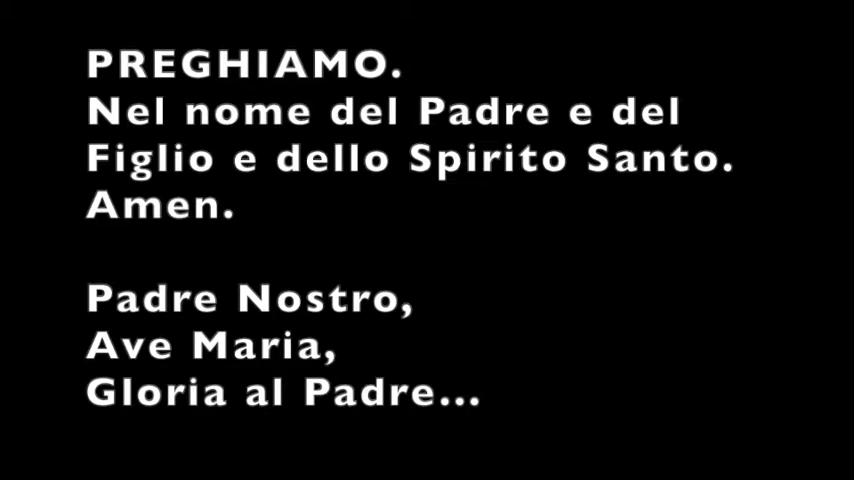 PREGHIAMO.
Nel nome del Padre e del
Figlio e dello Spirito Santo.
Amen.
Padre Nostro,
Ave Maria,
Gloria al Padre...